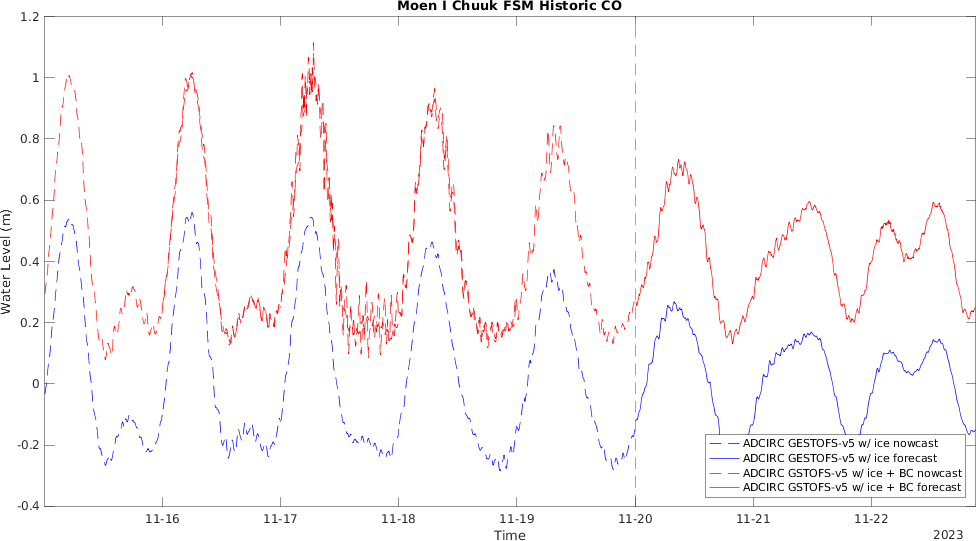 Moen I Chuuk FSM Historic CO
1.2
1
0.8
0.6
0.4
0.2
0
-0.2
-0.4
Water Level (m)
ADCIRC GESTOFS-v5 w/ ice nowcast
ADCIRC GESTOFS-v5 w/ ice forecast
ADCIRC GSTOFS-v5 w/ ice + BC nowcast
ADCIRC GSTOFS-v5 w/ ice + BC forecast
11-16 11-17 11-18 11-19 11-20 11-21 11-22
Time
2023